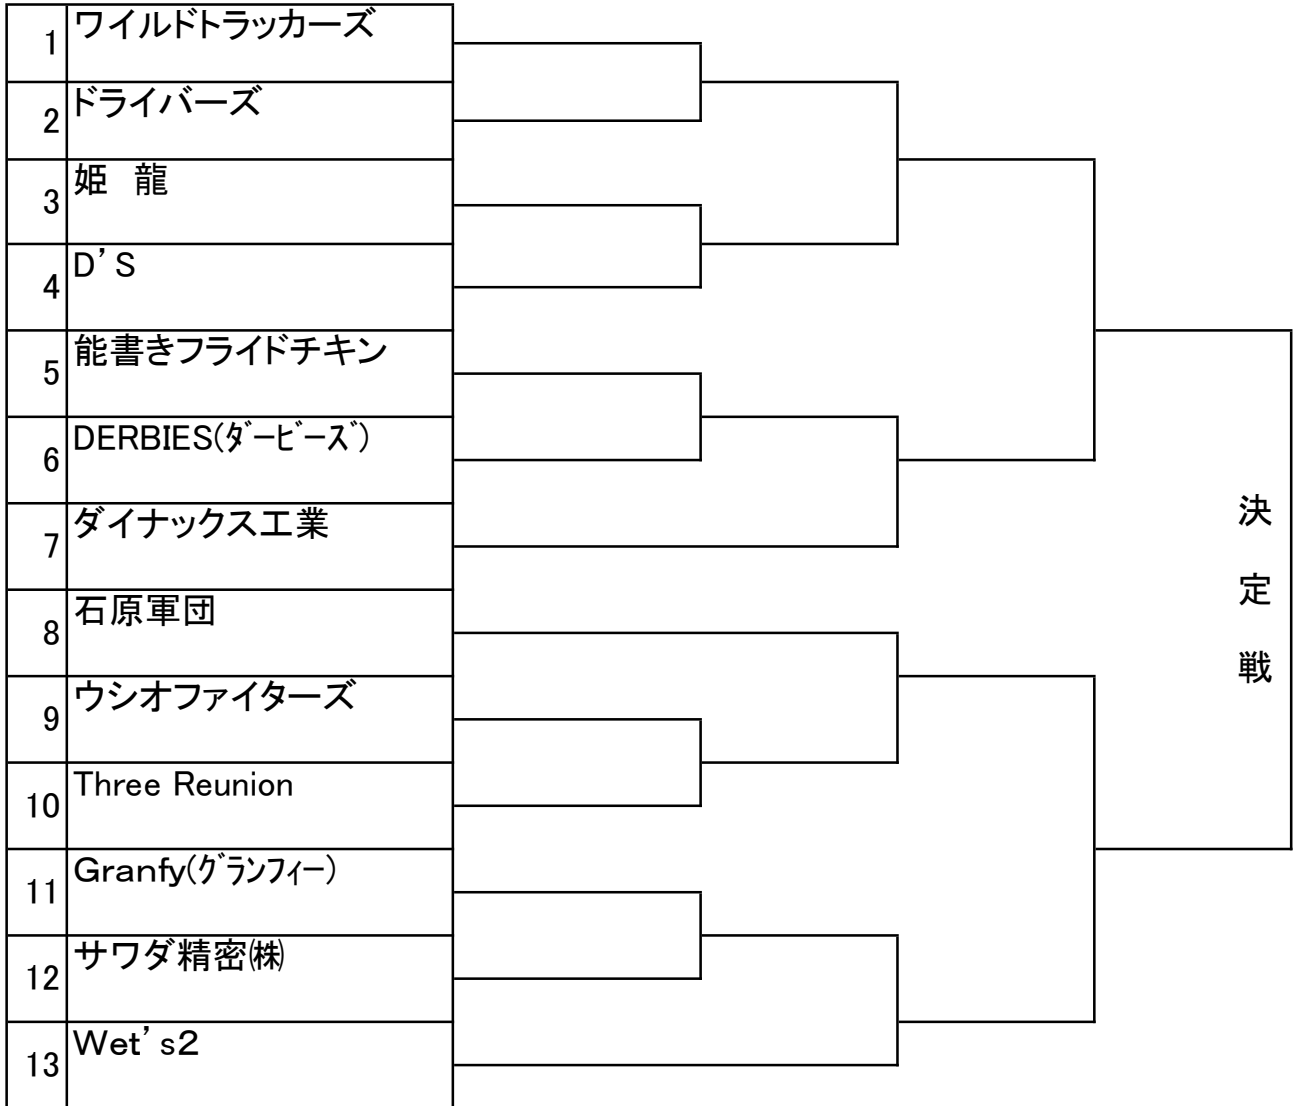 1 ワイルドトラッカーズ
2 ドライバーズ
3 姫　龍
4 D’S
5 能書きフライドチキン
6 DERBIES(ﾀﾞｰﾋﾞｰｽﾞ)
7 ダイナックス工業
8 石原軍団
9 ウシオファイターズ
10 Three Reunion
11 Granfy(ｸﾞﾗﾝﾌｨｰ)
12 サワダ精密㈱
13 Wet’s2
決
定
戦